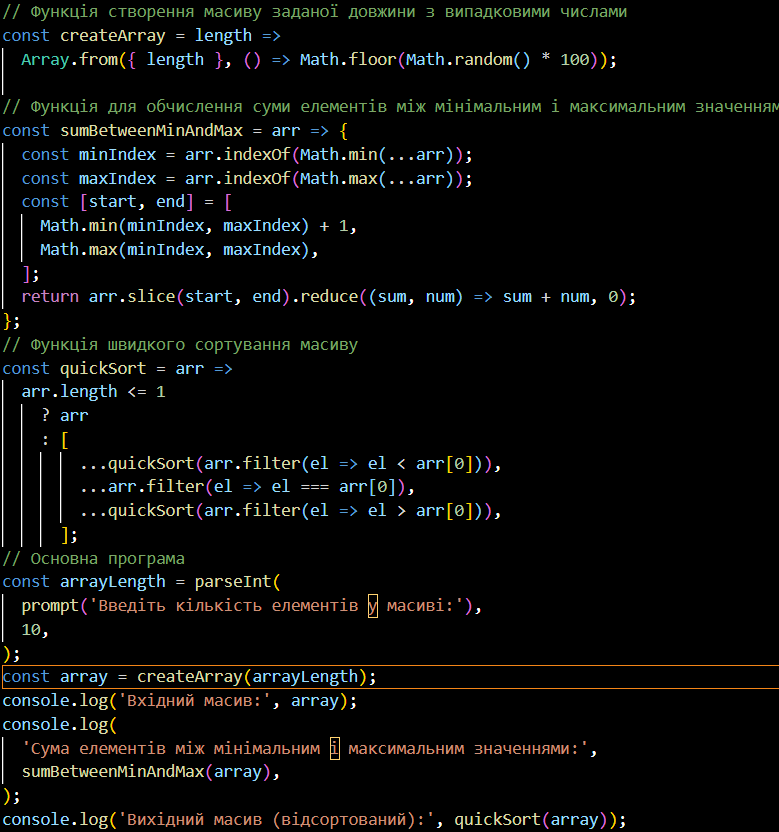 // Функція створення масиву заданої довжини з випадковими числами
const createArray = length =>
  Array.from({ length }, () => Math.floor(Math.random() * 100));

// Функція для обчислення суми елементів між мінімальним і максимальним значенням
const sumBetweenMinAndMax = arr => {
  const minIndex = arr.indexOf(Math.min(...arr));
  const maxIndex = arr.indexOf(Math.max(...arr));
  const [start, end] = [
    Math.min(minIndex, maxIndex) + 1,
    Math.max(minIndex, maxIndex),
  ];
  return arr.slice(start, end).reduce((sum, num) => sum + num, 0);
};
// Функція швидкого сортування масиву
const quickSort = arr =>
  arr.length <= 1
    ? arr
    : [
        ...quickSort(arr.filter(el => el < arr[0])),
        ...arr.filter(el => el === arr[0]),
        ...quickSort(arr.filter(el => el > arr[0])),
      ];
// Основна програма
const arrayLength = parseInt(
  prompt('Введіть кількість елементів у масиві:'),
  10,
);
const array = createArray(arrayLength);
console.log('Вхідний масив:', array);
console.log(
  'Сума елементів між мінімальним і максимальним значеннями:',
  sumBetweenMinAndMax(array),
);
console.log('Вихідний масив (відсортований):', quickSort(array));